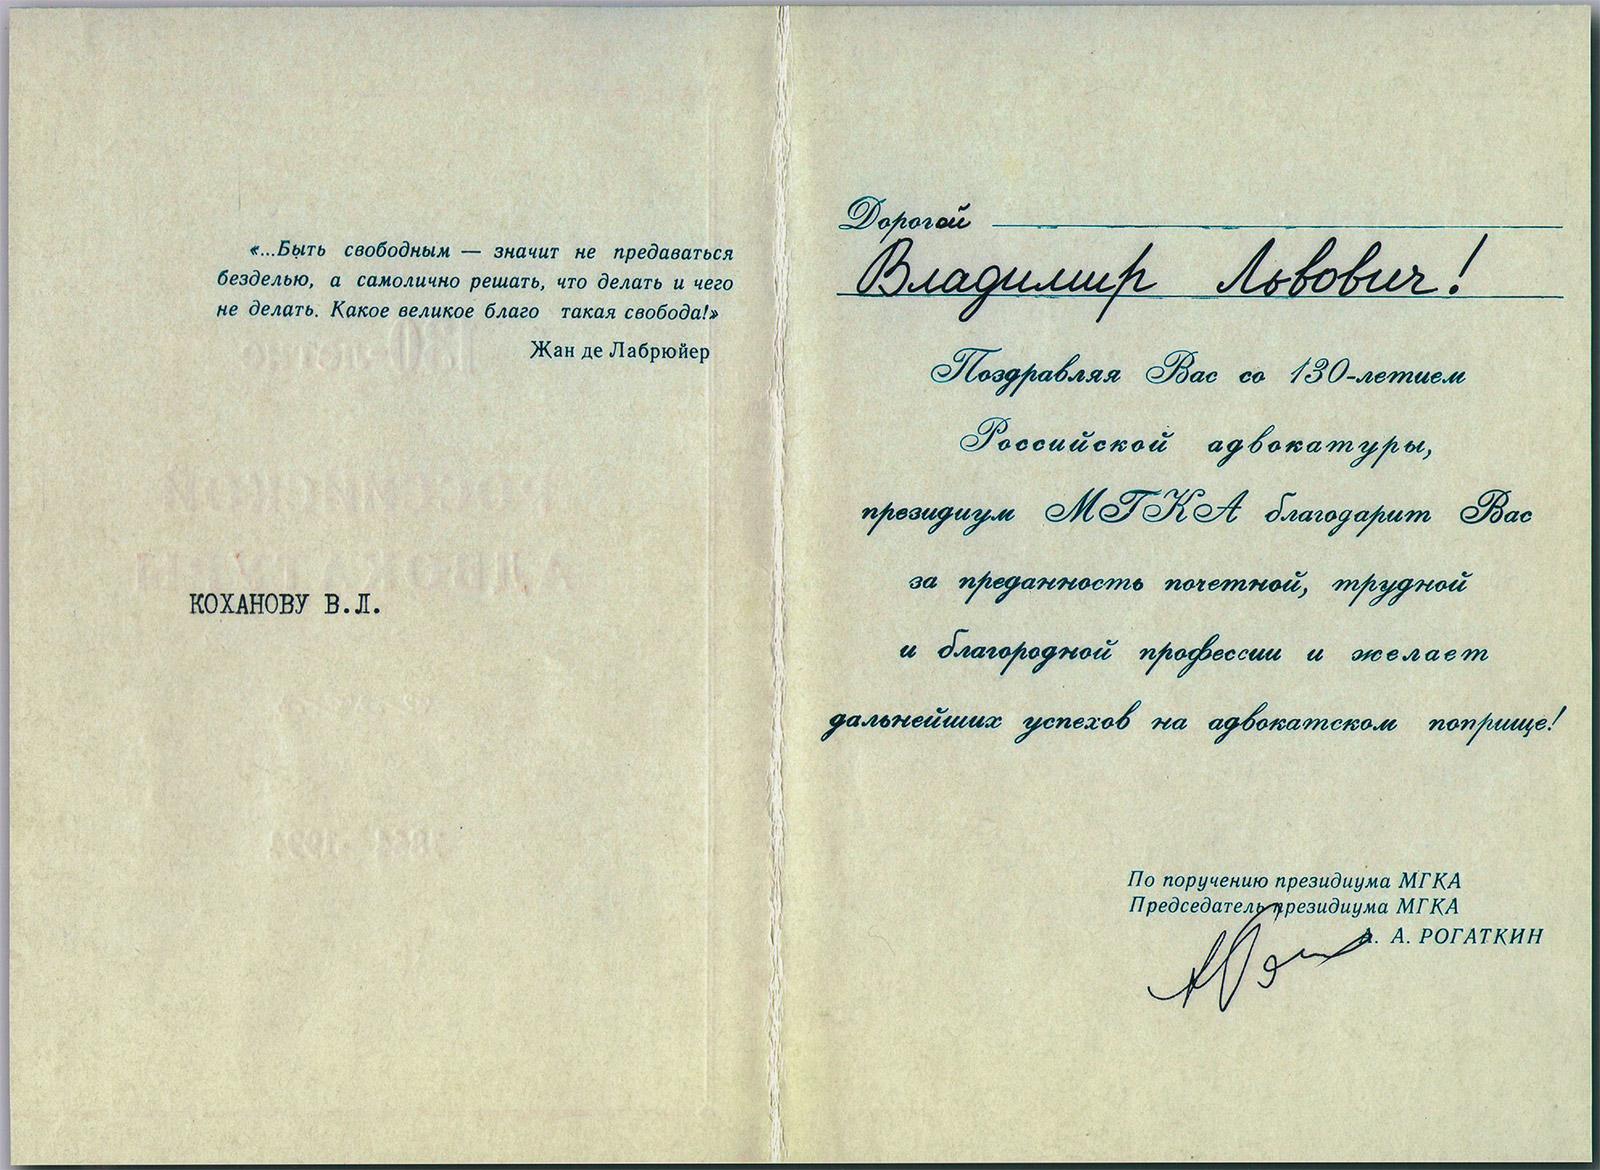 «...Быть свободным — значит не предаваться
безделью, а самолично решать, что делать и чего
не делать. Какое великое благо такая свобода!»
Жан де Лабрюйер
КОХАНОВУ В.Л.
Дорогой
Владимир Львович!
Поздравляя Вас со 130-летием
Российской адвокатуры,
президиум МГКА благодарит Вас
за преданность почетной, трудной
и благородной профессии и желает
дальнейших успехов на адвокатском поприще!
По поручению президиума МГКА
Председатель президиума МГКА
А. А. РОГАТКИН